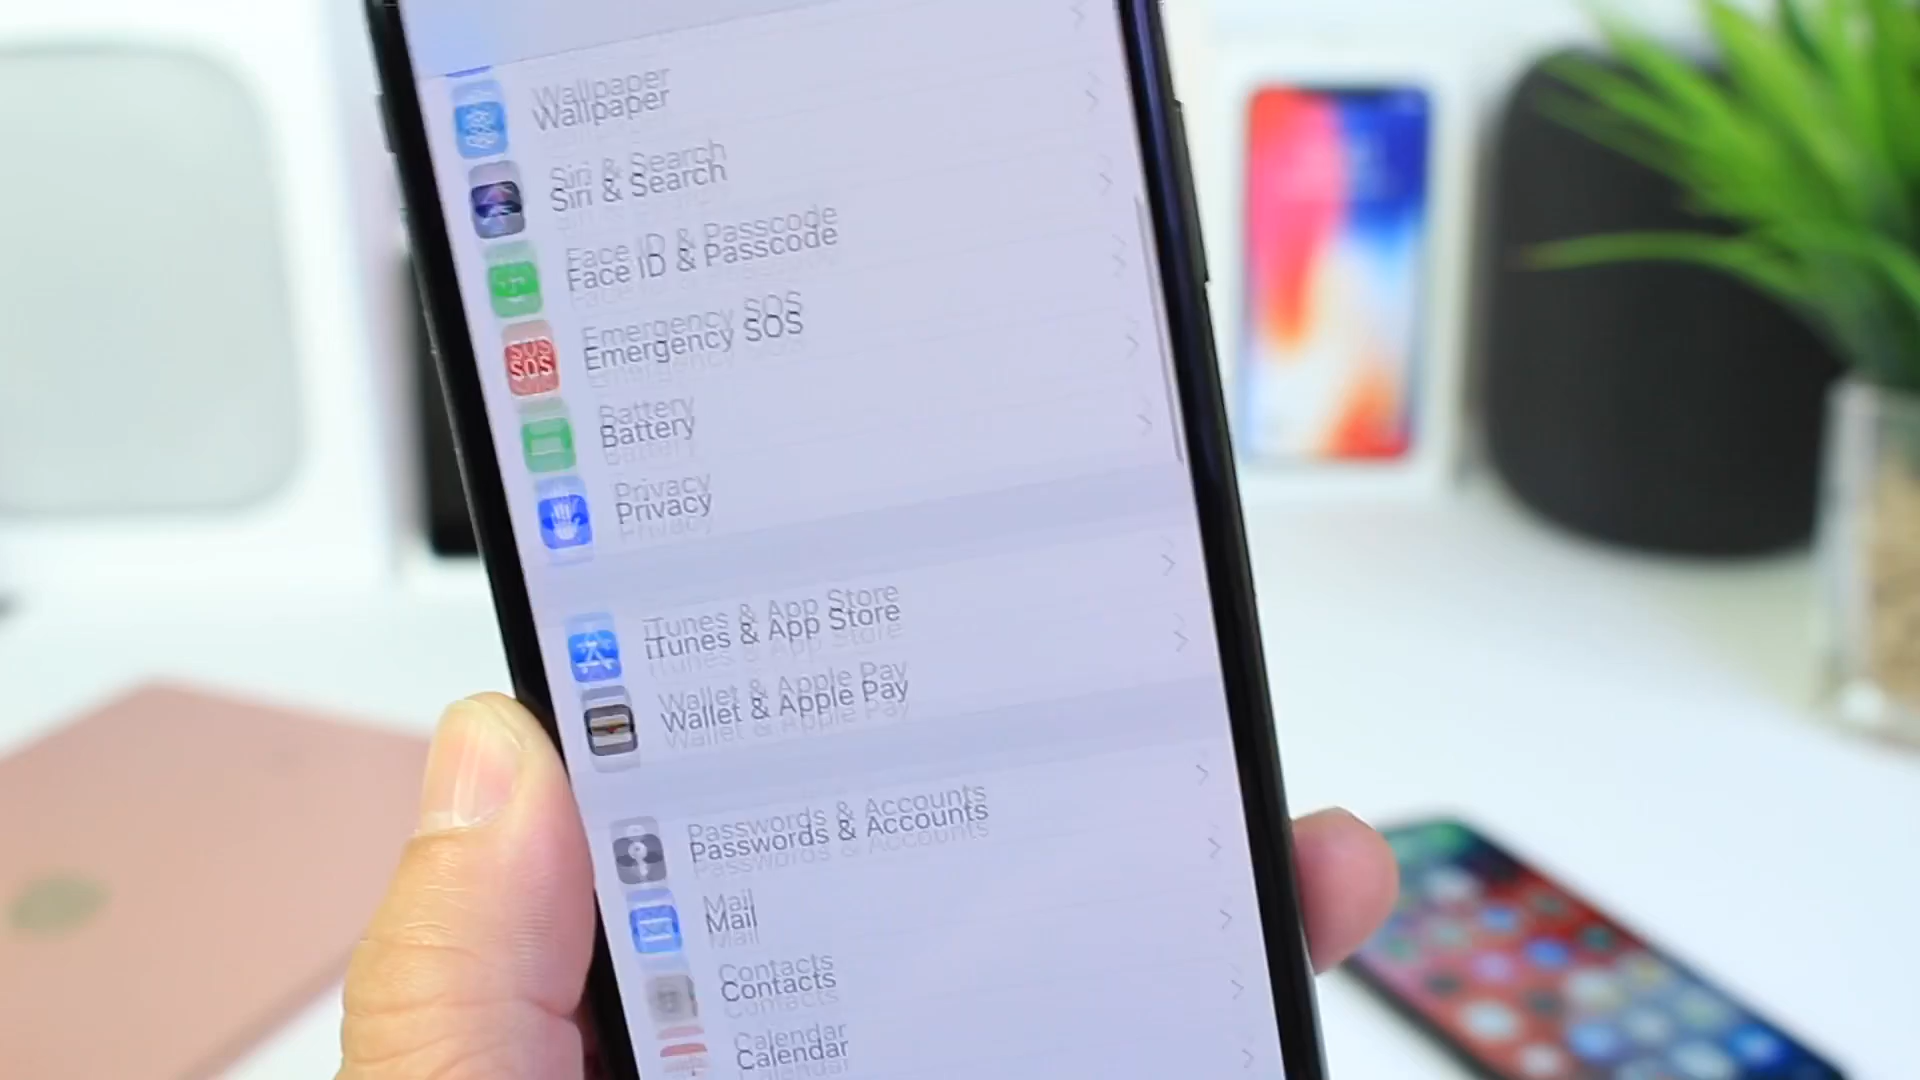 Wallpaper
Siri & Search
Face ID & Passcode
SOS
Emergency SOS
Battery
Privacy
iTunes & App Store
Wallet & Apple Pay
Passwords & Accounts
Mail
Contacts
Calendar